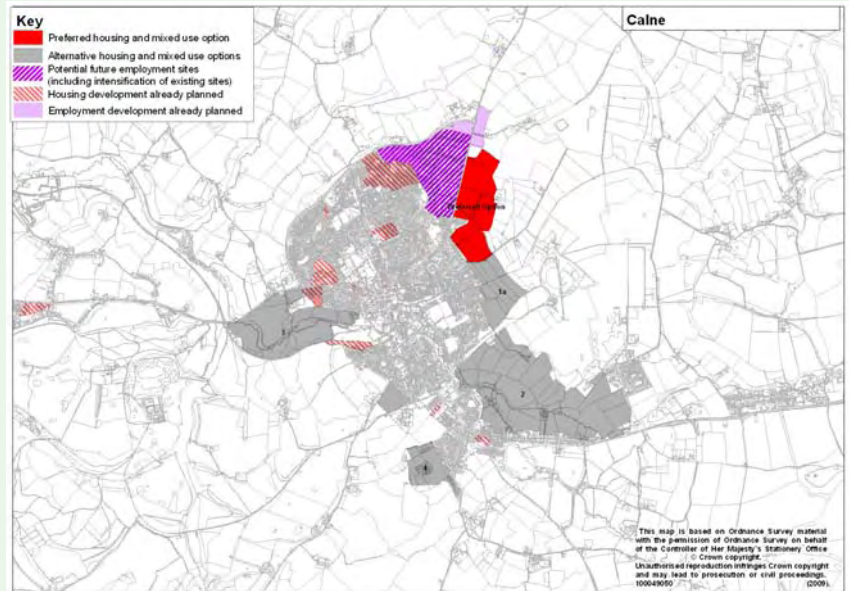 Key
Preferred housing and mixed use option
Alternative housing and mixed use options
Potential future employment sites
(including intensification of existing sites)
Housing development already planned
Employment development already planned
Calne
Preferred Option
1a
3
2
4
This map is based on Ordnance Survey material
with the permission of Ordnance Survey on behalf
of the Controller of Her Majesty's Stationery Office
© Crown copyright.
Unauthorised reproduction infringes Crown copyright
and may lead to prosecution or civil proceedings.
100049050 (2009)